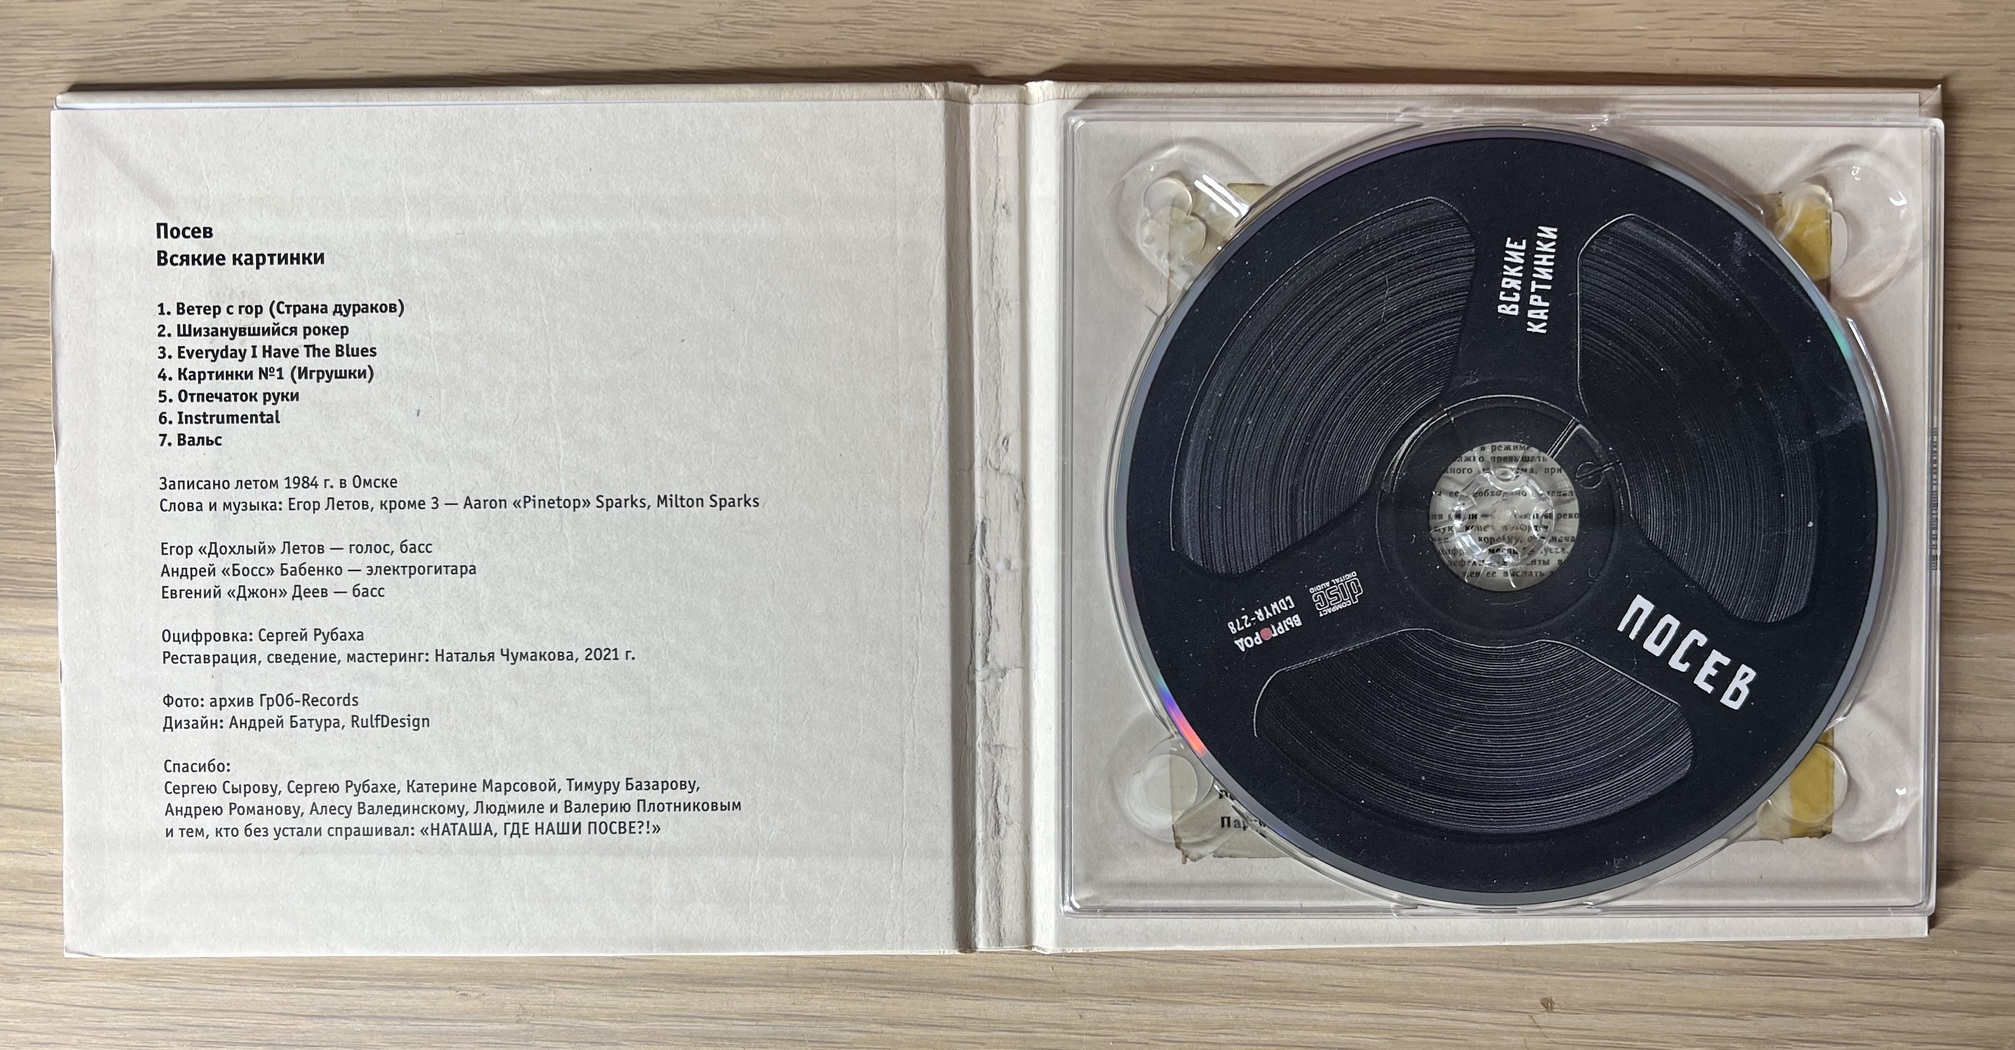 Посев
Всякие картинки
1. Ветер с гор (Страна дураков)
2. Шизанувшийся рокер
3. Everyday I Have The Blues
4. Картинки №1 (Игрушки)
5. Отпечаток руки
6. Instrumental
7. Вальс
Записано летом 1984 г. в Омске
Слова и музыка: Егор Летов, кроме 3 — Aaron «Pinetop» Sparks, Milton Sparks
Егор «Дохлый» Летов — голос, басс
Андрей «Босс» Бабенко — электрогитара
Евгений «Джон» Деев — басс
Оцифровка: Сергей Рубаха
Реставрация, сведение, мастеринг: Наталья Чумакова, 2021 г.
Фото: архив ГрОб-Records
Дизайн: Андрей Батура, RulfDesign
Спасибо:
Сергею Сырову, Сергею Рубахе, Катерине Марсовой, Тимуру Базарову,
Андрею Романову, Алесу Валединскому, Людмиле и Валерию Плотниковым
и тем, кто без устали спрашивал: «НАТАША, ГДЕ НАШИ ПОСВЕ?!»
ВСЯКИЕ
КАРТИНКИ
ПОСЕВ
COMPACT
disc
DIGITAL AUDIO
ВЫРГОРОД
CDWYR-278